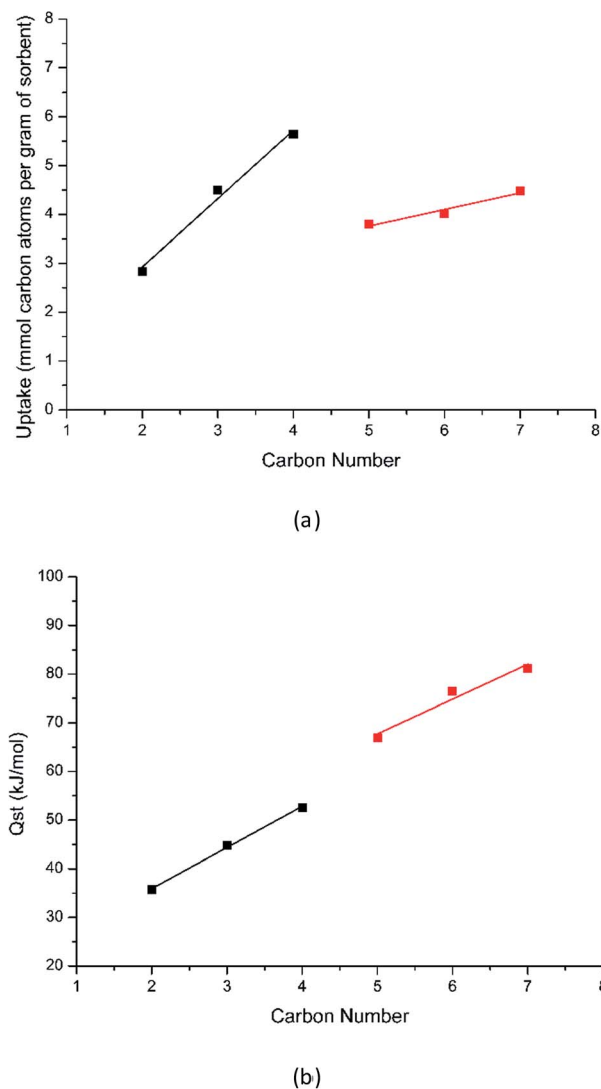 8
7
6
5
4
3
2
1
0
Uptake (mmol carbon atoms per gram of sorbent)
1 2 3 4 5 6 7 8
Carbon Number
(a)
100
90
80
70
60
50
40
30
20
Qst (kJ/mol)
1 2 3 4 5 6 7 8
Carbon Number
(b)